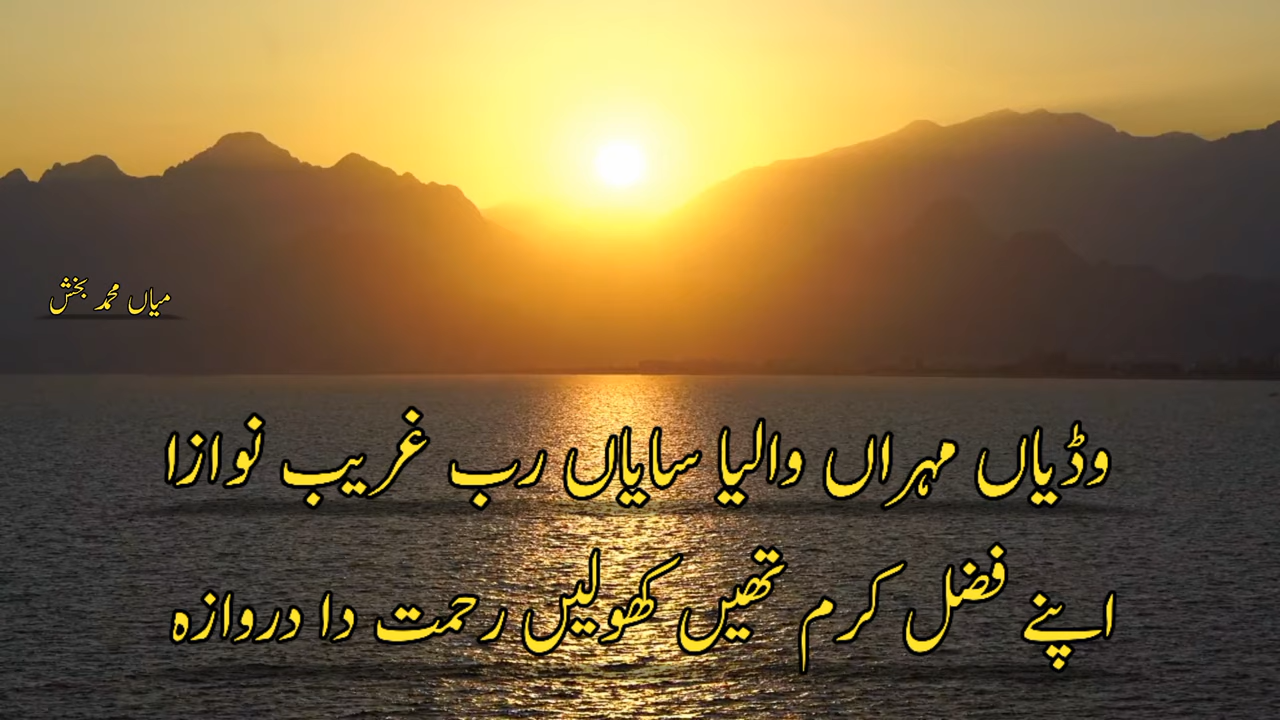 میاں محمد بخش
وڈیاں مہراں والیا سایاں رب غریب نوازا
اپنے فضل کرم تھیں کھولیں رحمت دا دروازہ